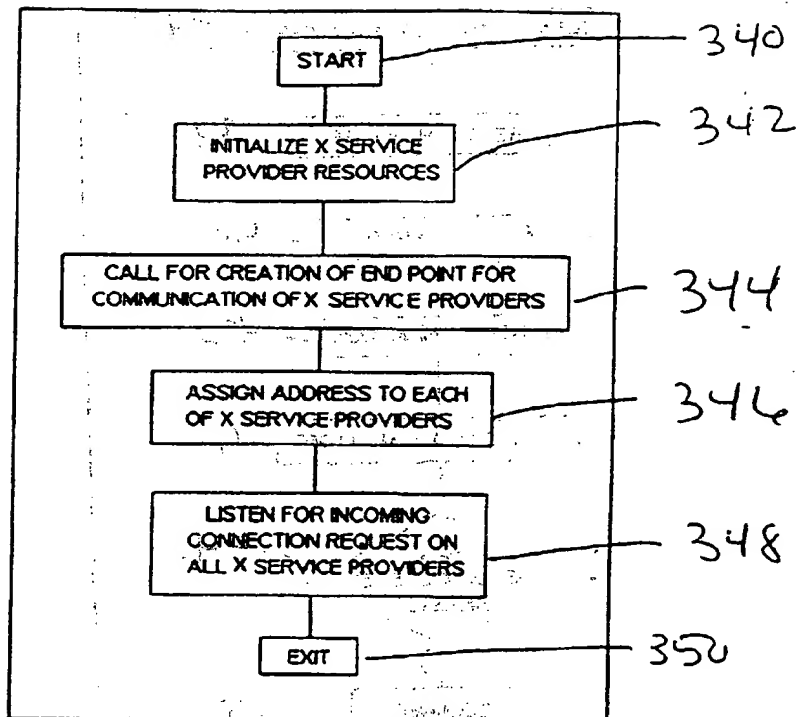 START
340
INITIALIZE X SERVICE
PROVIDER RESOURCES
342
CALL FOR CREATION OF END POINT FOR
COMMUNICATION OF X SERVICE PROVIDERS
344
ASSIGN ADDRESS TO EACH
OF X SERVICE PROVIDERS
346
LISTEN FOR INCOMING
CONNECTION REQUEST ON
ALL X SERVICE PROVIDERS
348
EXIT
350